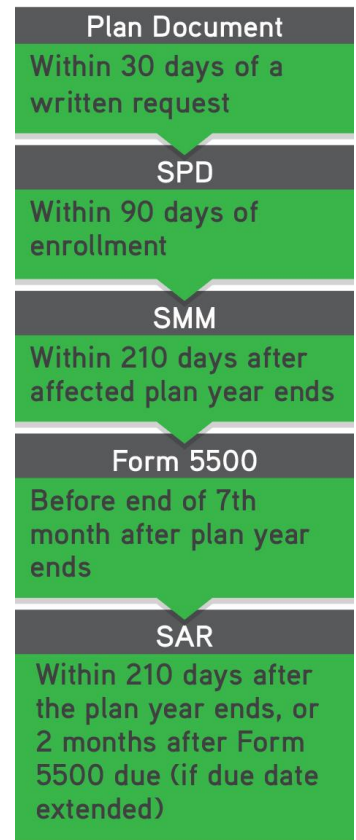 Plan Document
Within 30 days of a
written request
SPD
Within 90 days of
enrollment
SMM
Within 210 days after
affected plan year ends
Form 5500
Before end of 7th
month after plan year
ends
SAR
Within 210 days after
the plan year ends, or
2 months after Form
5500 due (if due date
extended)